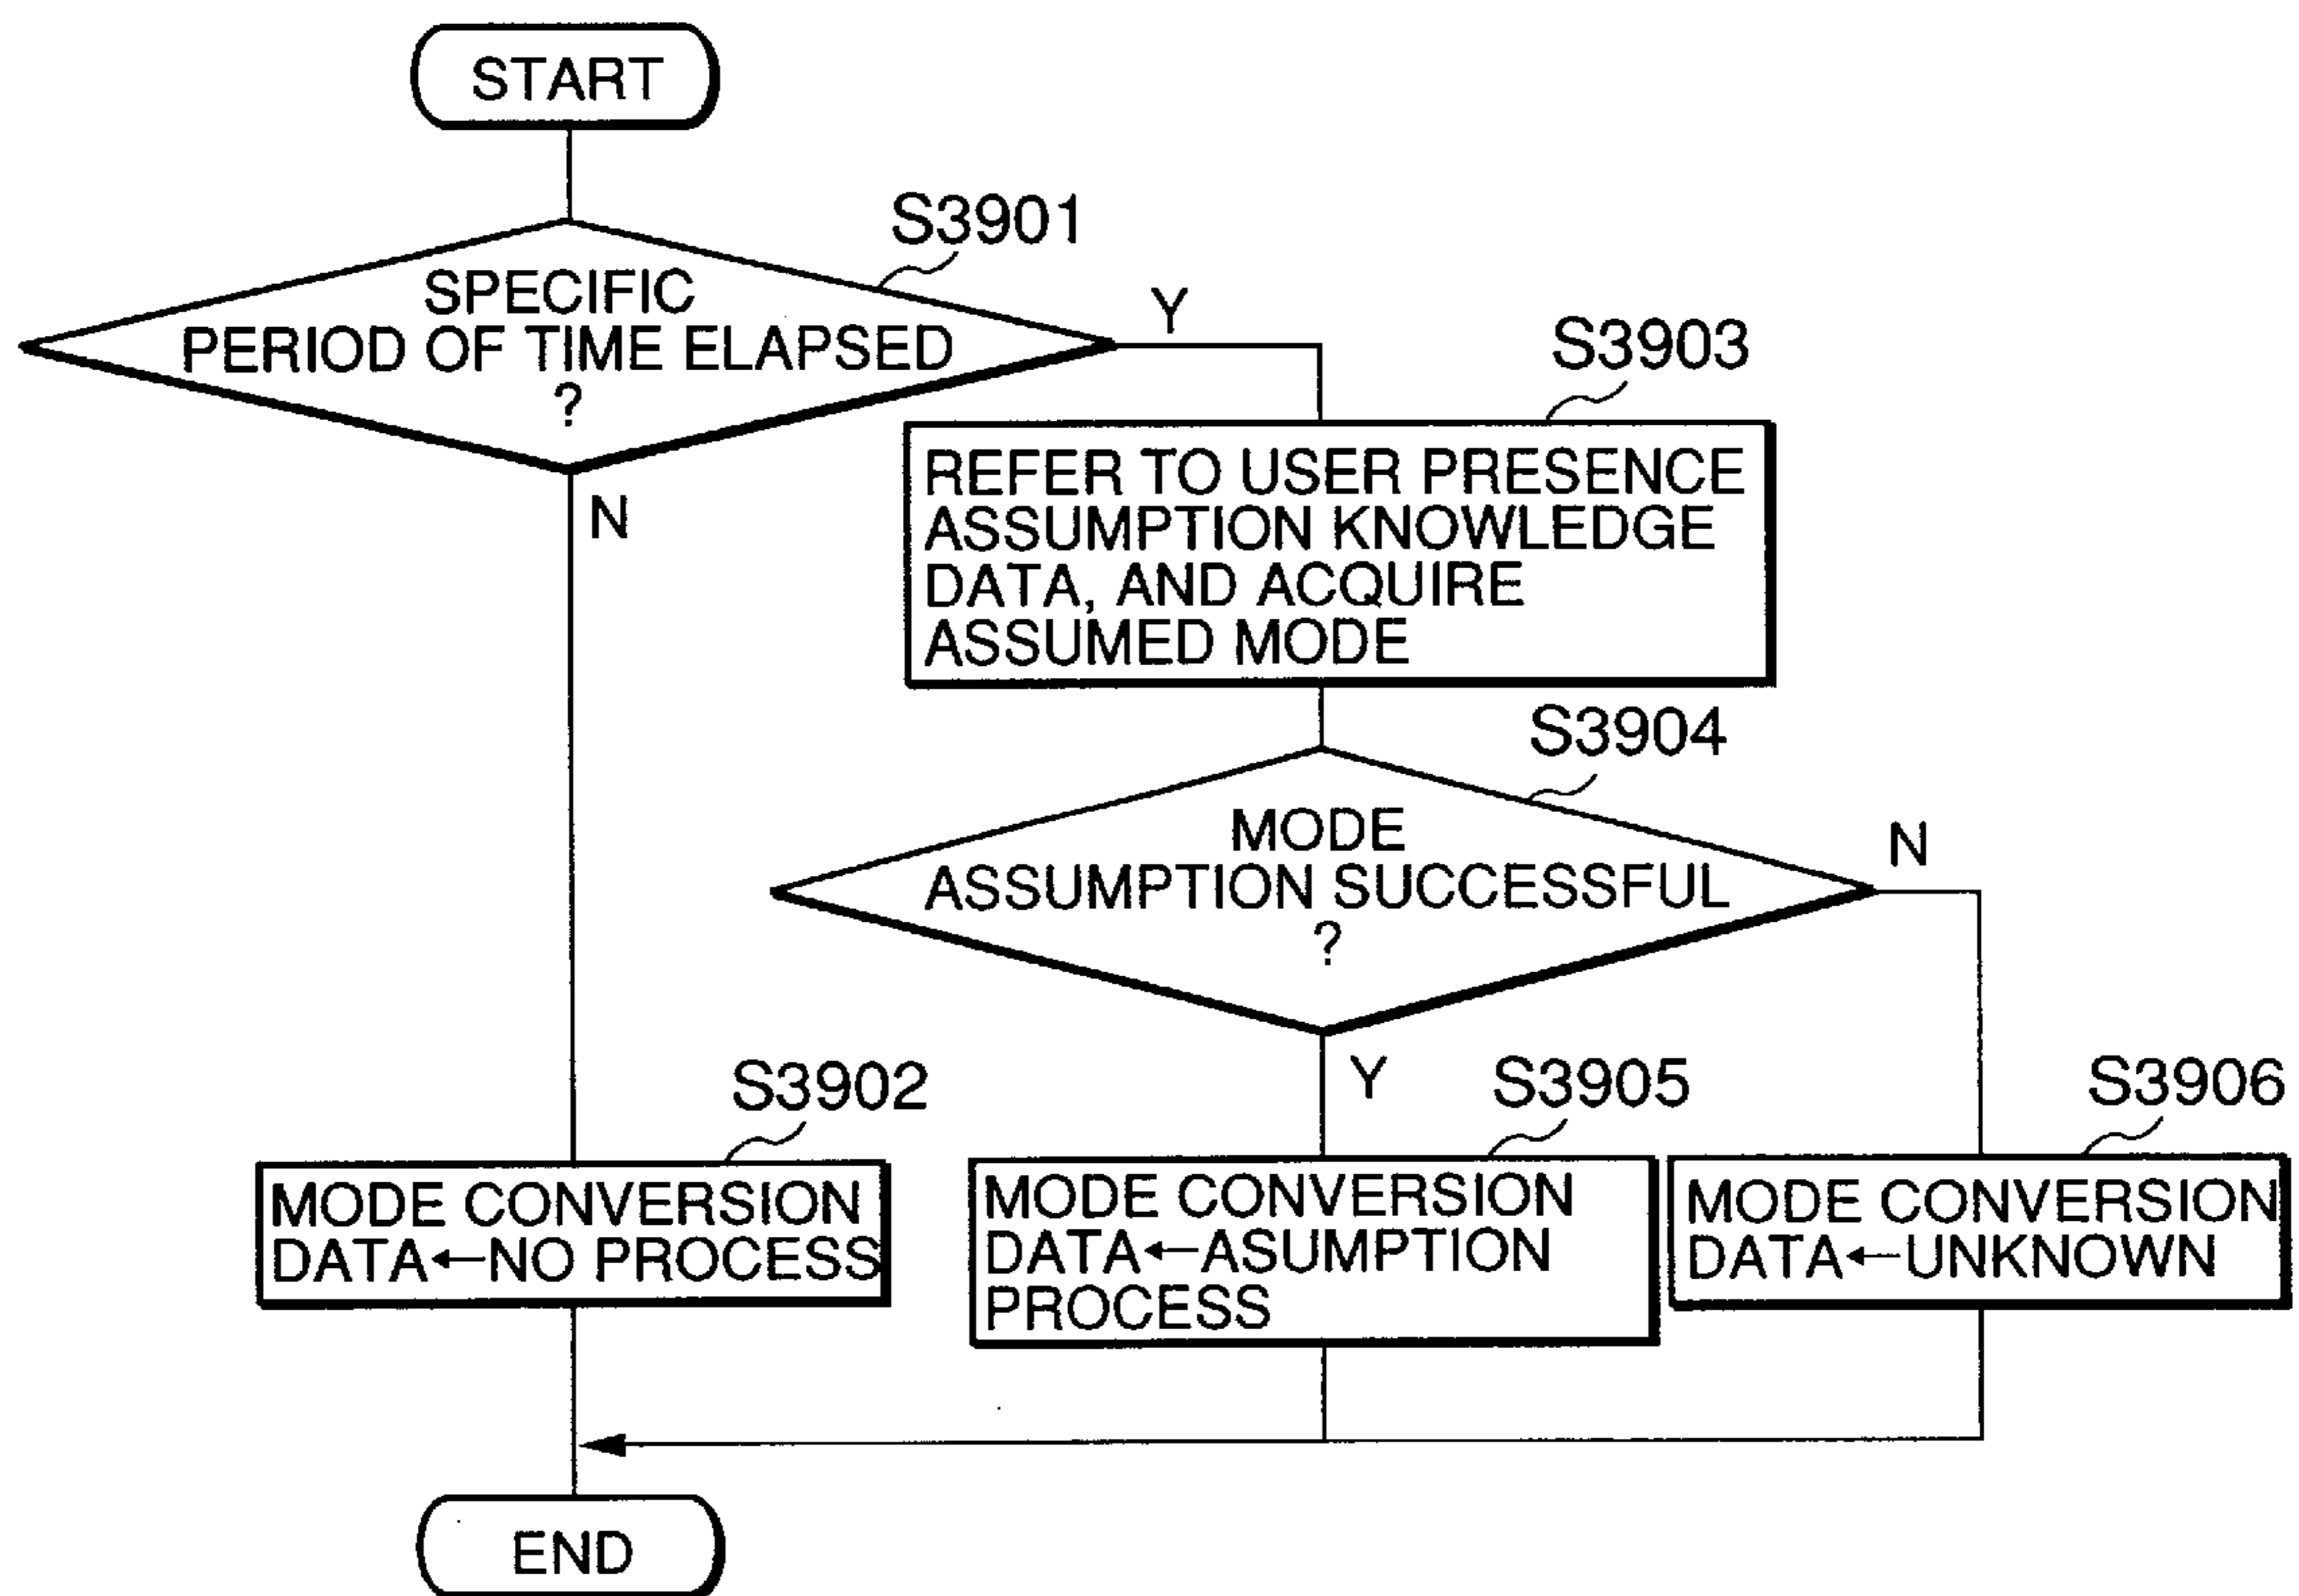 START
S3901
SPECIFIC
PERIOD OF TIME ELAPSED
?
Y
N
S3903
REFER TO USER PRESENCE
ASSUMPTION KNOWLEDGE
DATA, AND ACQUIRE
ASSUMED MODE
S3904
MODE
ASSUMPTION SUCCESSFUL
?
N
Y
S3902
MODE CONVERSION
DATA←NO PROCESS
S3905
MODE CONVERSION
DATA←ASUMPTION
PROCESS
S3906
MODE CONVERSION
DATA←UNKNOWN
END